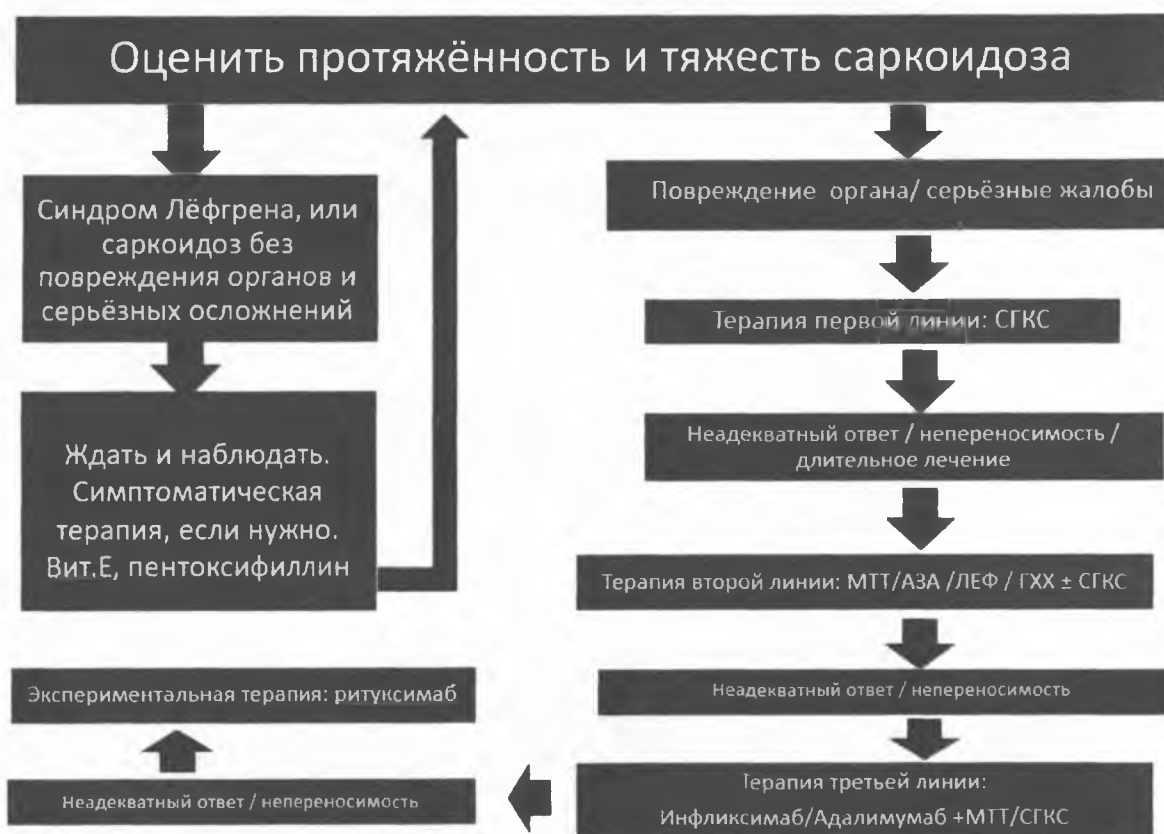 Оценить протяжённость и тяжесть саркоидоза
Синдром Лёфгрена, или
саркоидоз без
повреждения органов и
серьёзных осложнений
Ждать и наблюдать.
Симптоматическая
терапия, если нужно.
Вит.Е, пентоксифиллин
Повреждение органа/ серьёзные жалобы
Терапия первой линии: СГКС
Неадекватный ответ / непереносимость /
длительное лечение
Терапия второй линии: МТТ/АЗА /ЛЕФ / ГХХ ± СГКС
Неадекватный ответ / непереносимость
Терапия третьей линии:
Инфликсимаб/Адалимумаб +МТТ/СГКС
Неадекватный ответ / непереносимость
Экспериментальная терапия: ритуксимаб